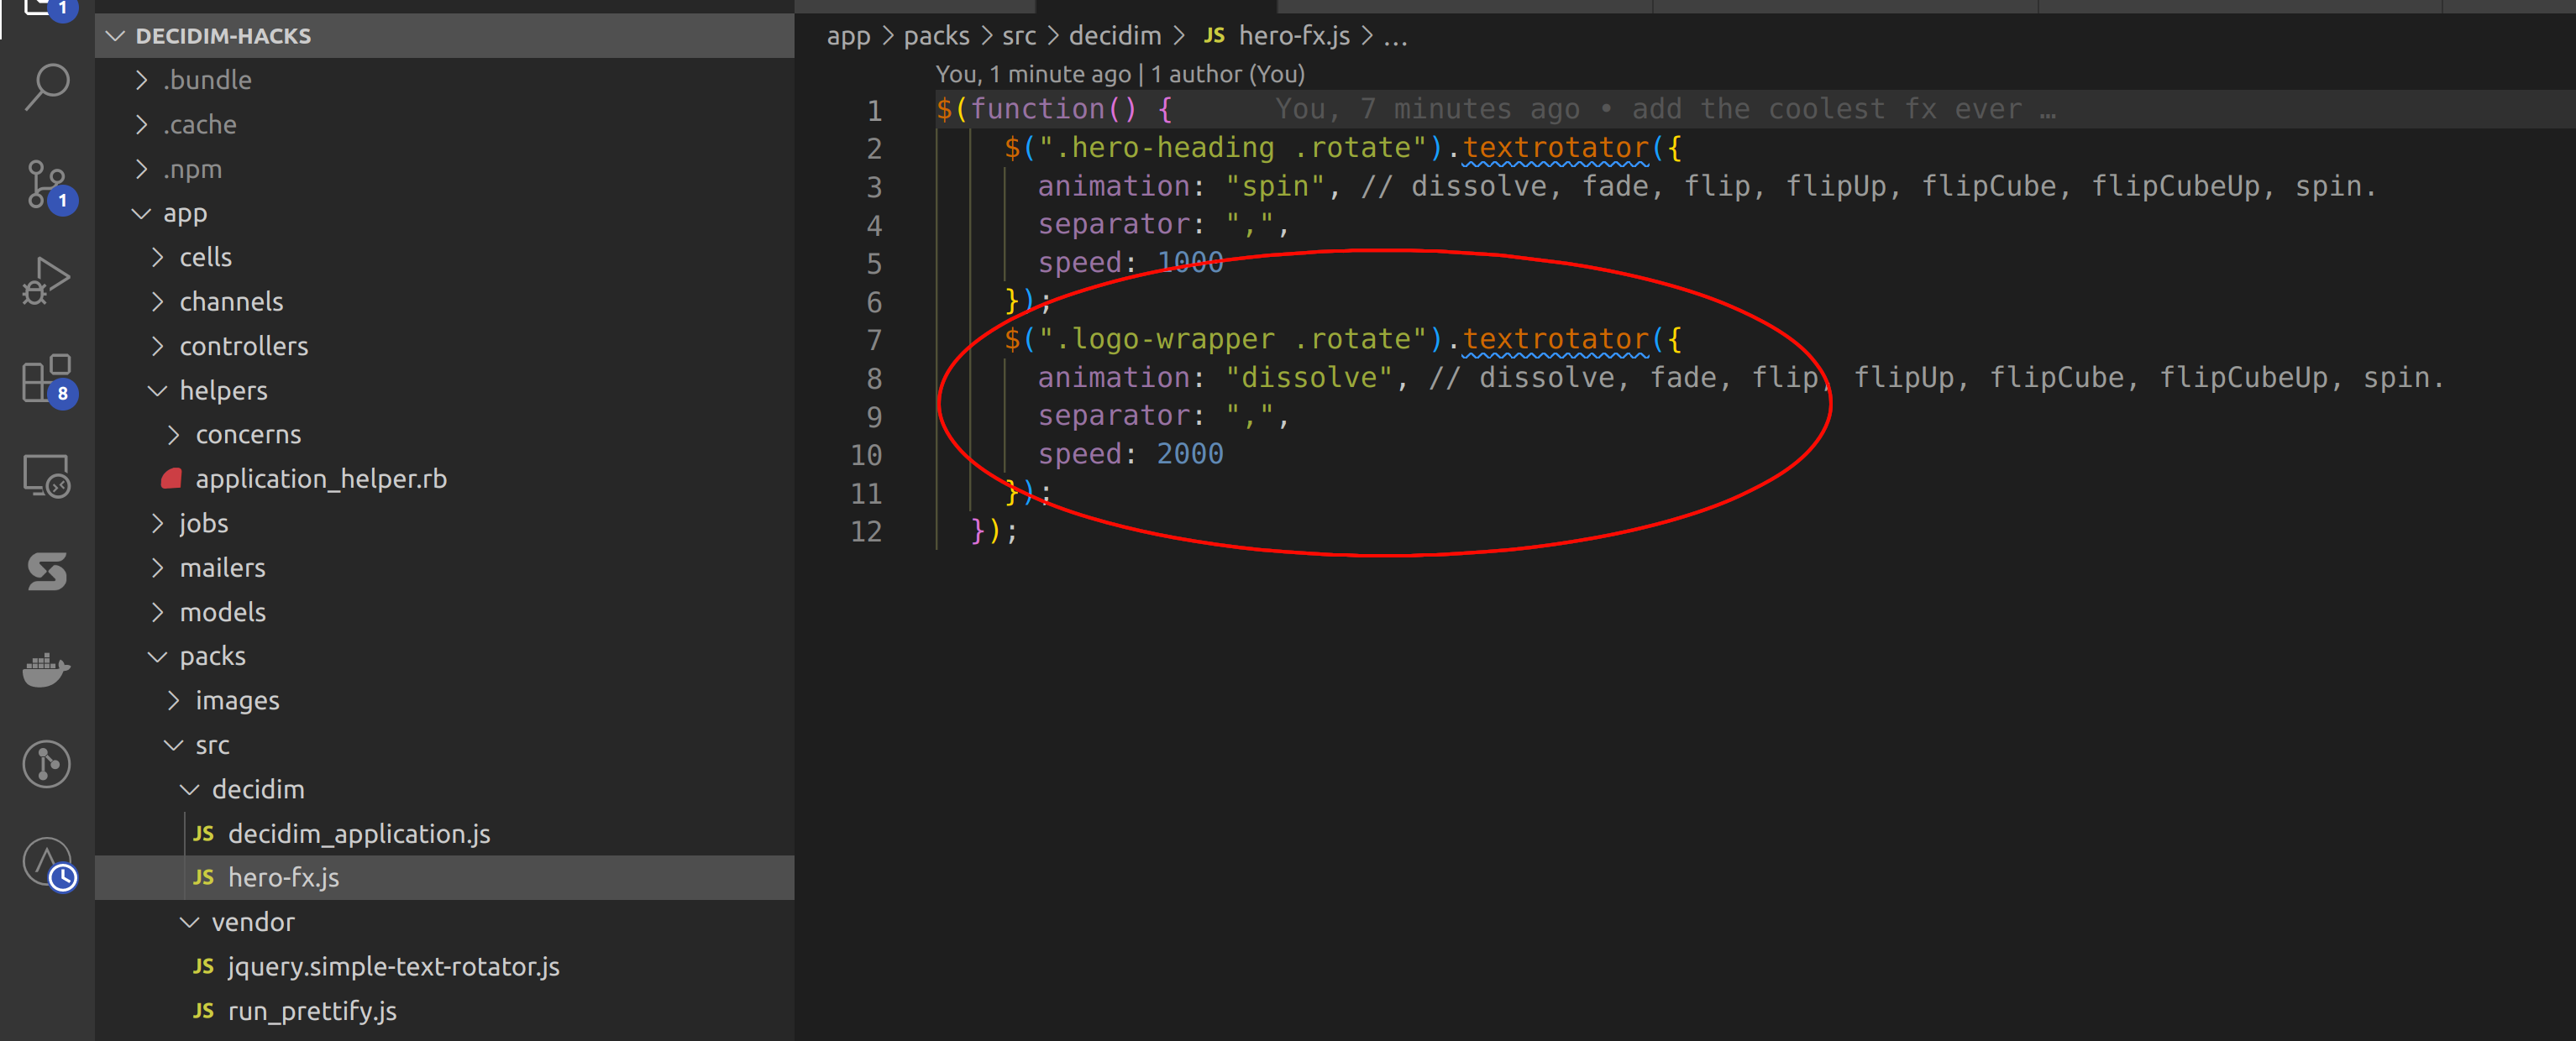 1
DECIDIM-HACKS
.bundle
.cache
.npm
1
app
cells
channels
controllers
helpers
8
concerns
application_helper.rb
jobs
mailers
models
packs
images
src
decidim
JS decidim_application.js
JS hero-fx.js
vendor
JS jquery.simple-text-rotator.js
JS run_prettify.js
app > packs > src > decidim > JS hero-fx.js > ...
You, 1 minute ago | 1 author (You)
1 $(function() { You, 7 minutes ago • add the coolest fx ever …
2 $(".hero-heading .rotate").textrotator({
3 animation: "spin", // dissolve, fade, flip, flipUp, flipCube, flipCubeUp, spin.
4 separator: ",",
5 speed: 1000
6 });
7 $(".logo-wrapper .rotate").textrotator({
8 animation: "dissolve", // dissolve, fade, flip, flipUp, flipCube, flipCubeUp, spin.
9 separator: ",",
10 speed: 2000
11 });
12 });